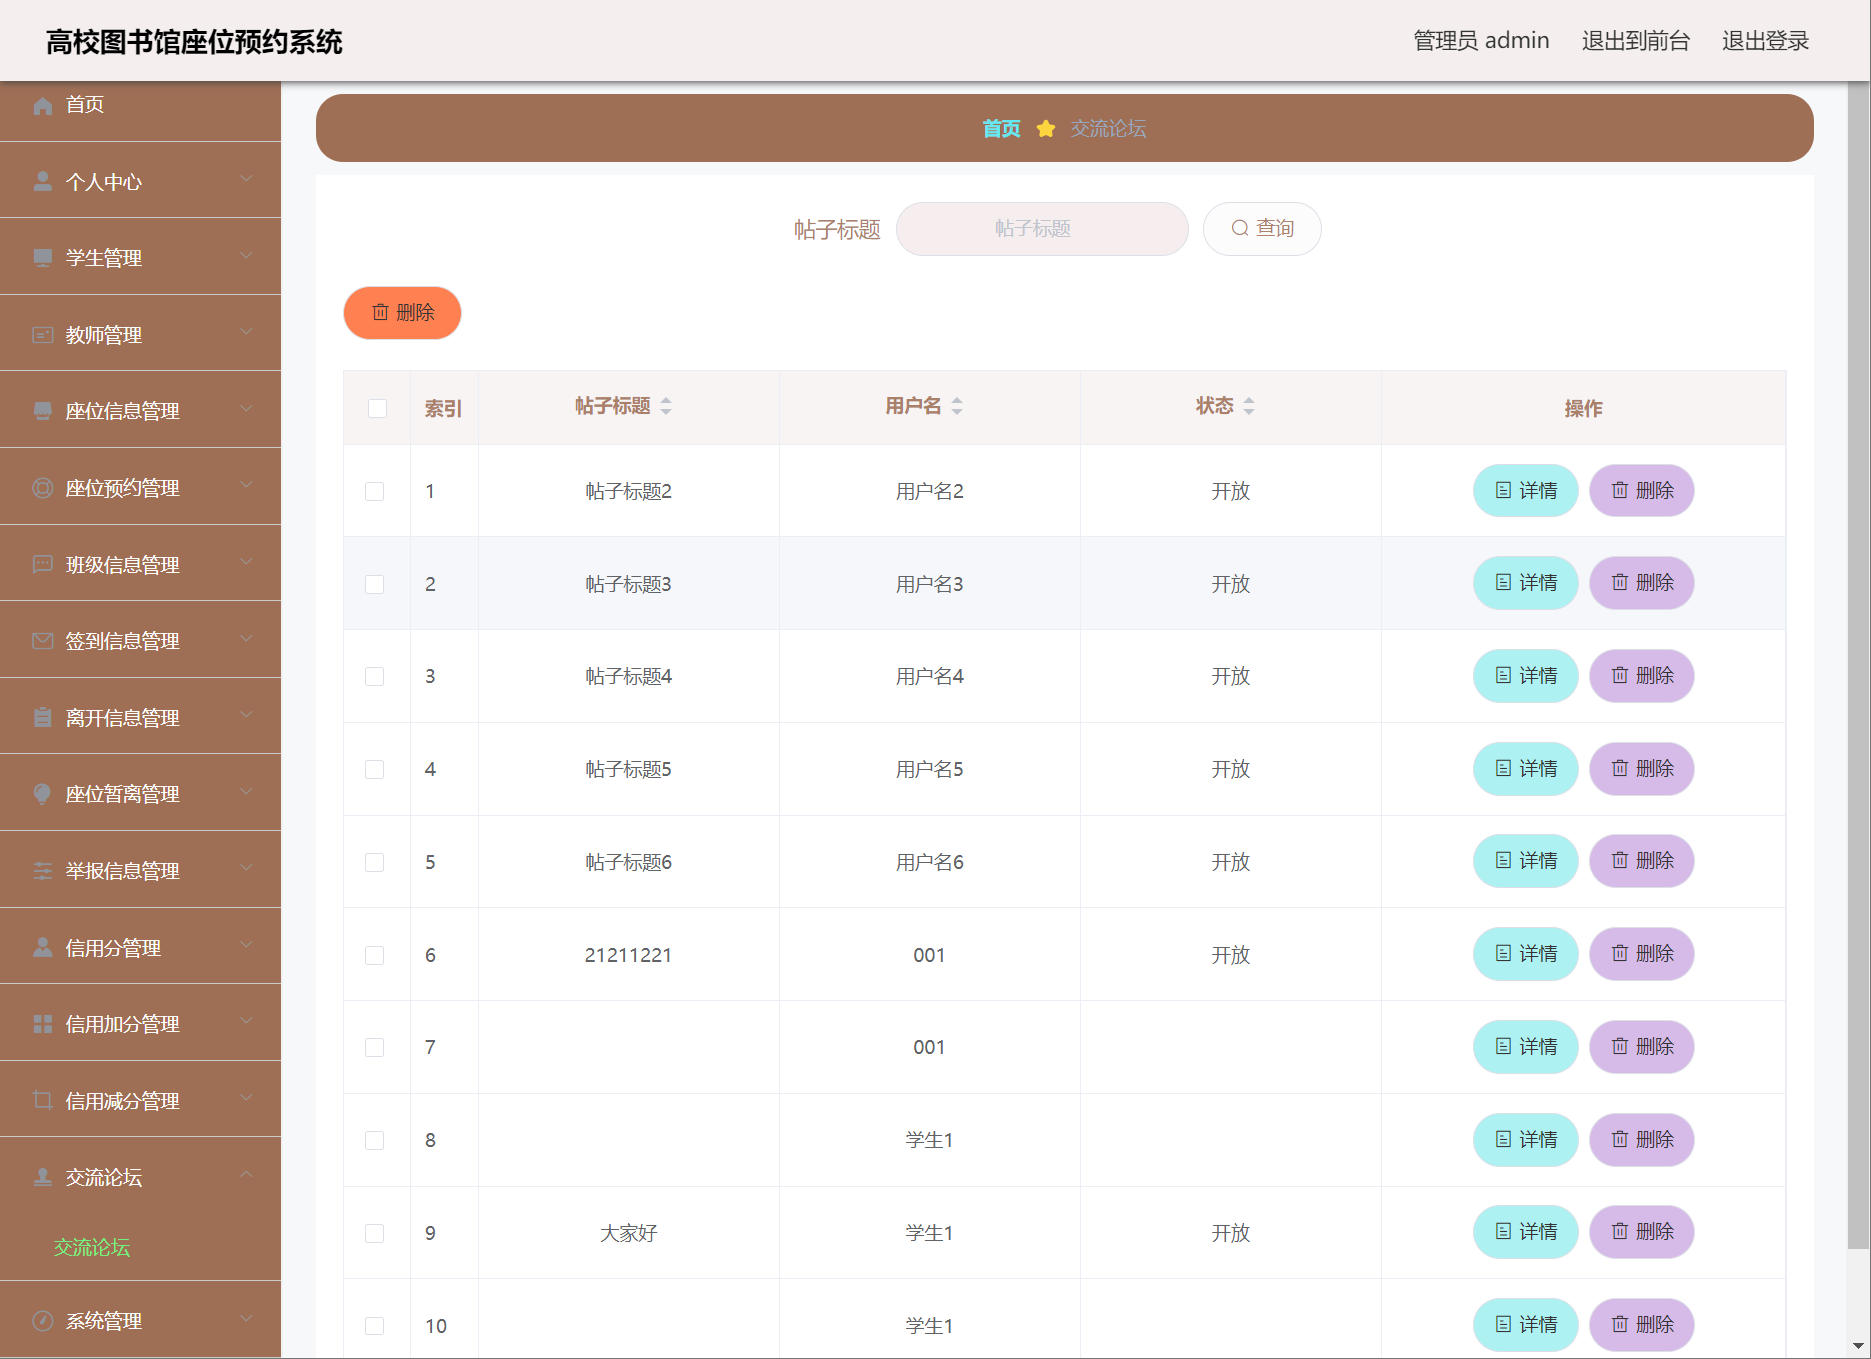 高校图书馆座位预约系统
管理员 admin 退出到前台 退出登录
首页
个人中心
学生管理
教师管理
座位信息管理
座位预约管理
班级信息管理
签到信息管理
离开信息管理
座位暂离管理
举报信息管理
信用分管理
信用加分管理
信用减分管理
交流论坛
交流论坛
系统管理
首页 交流论坛
帖子标题 帖子标题 查询
删除
索引 帖子标题 用户名 状态 操作
1 帖子标题2 用户名2 开放 详情 删除
2 帖子标题3 用户名3 开放 详情 删除
3 帖子标题4 用户名4 开放 详情 删除
4 帖子标题5 用户名5 开放 详情 删除
5 帖子标题6 用户名6 开放 详情 删除
6 21211221 001 开放 详情 删除
7 001 详情 删除
8 学生1 详情 删除
9 大家好 学生1 开放 详情 删除
10 学生1 详情 删除